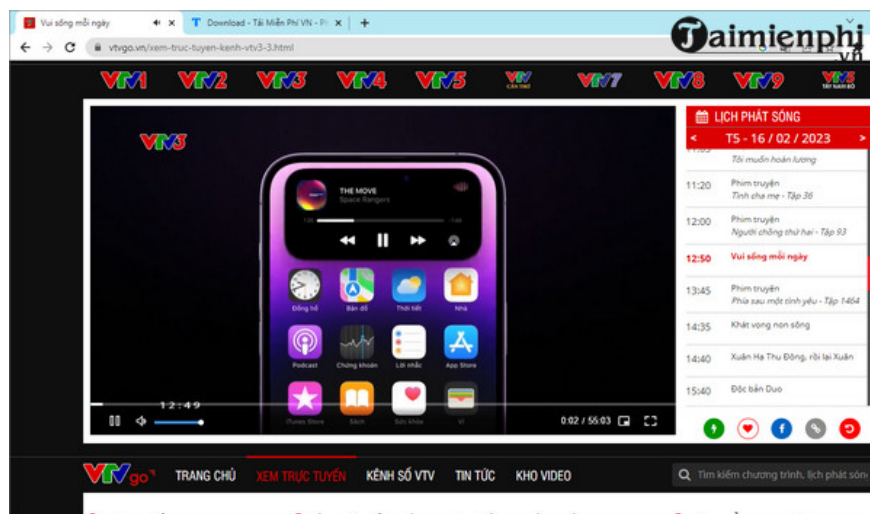 Vui sống mỗi ngày
Download - Tải Miễn Phí VN - Ph
Taimienphi
.vn
vtvgo.vn/xem-truc-tuyen-kenh-vtv3-3.html
VTV1 VTV2 VTV3 VTV4 VTV5 VTV CẦN THƠ VTV7 VTV8 VTV9 VTV5 TÂY NAM BỘ
VTV3
THE MOVE
Space Rangers
Đồng hồ Bản đồ Thời tiết Nhà
Podcast Chứng khoán Lời nhắc App Store
iTunes Store Sách Sức khỏe Ví
12:49
0:02 / 55:03
LỊCH PHÁT SÓNG
< T5 - 16 / 02 / 2023 >
Tôi muốn hoàn lương
11:20 Phim truyện
Tình cha mẹ - Tập 36
12:00 Phim truyện
Người chồng thứ hai - Tập 93
12:50 Vui sống mỗi ngày
13:45 Phim truyện
Phía sau một tình yêu - Tập 1464
14:35 Khát vọng non sông
14:40 Xuân Hạ Thu Đông, rồi lại Xuân
15:40 Độc bản Duo
VTVgo TRANG CHỦ XEM TRỰC TUYẾN KÊNH SỐ VTV TIN TỨC KHO VIDEO
Tìm kiếm chương trình, lịch phát sóng